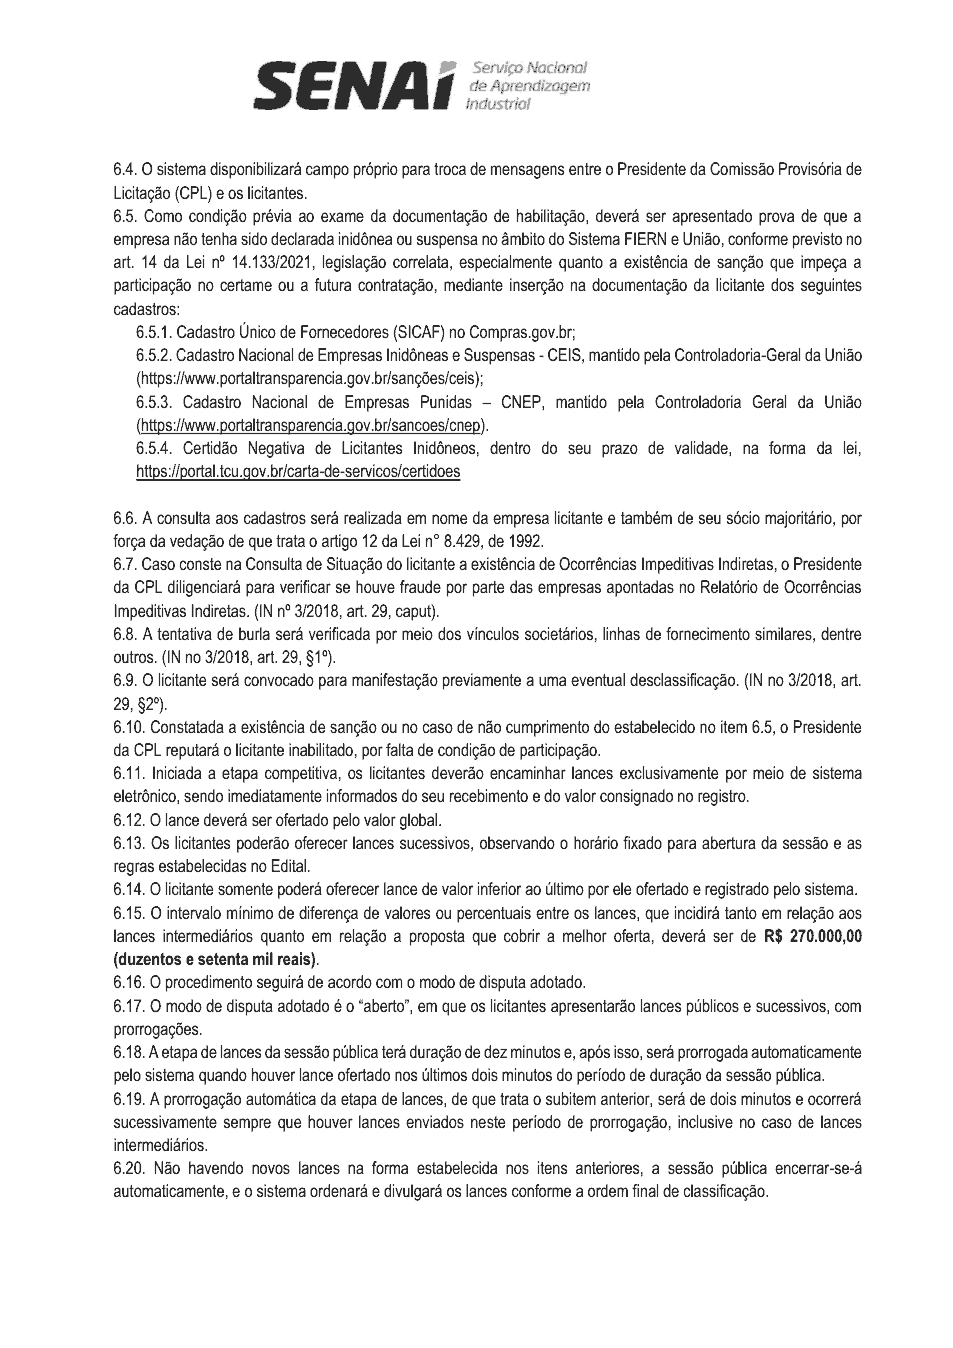 SENAI
Serviço Nacional
de Aprendizagem
Industrial
6.4. O sistema disponibilizará campo próprio para troca de mensagens entre o Presidente da Comissão Provisória de
Licitação (CPL) e os licitantes.
6.5. Como condição prévia ao exame da documentação de habilitação, deverá ser apresentado prova de que a
empresa não tenha sido declarada inidônea ou suspensa no âmbito do Sistema FIERN e União, conforme previsto no
art. 14 da Lei nº 14.133/2021, legislação correlata, especialmente quanto a existência de sanção que impeça a
participação no certame ou a futura contratação, mediante inserção na documentação da licitante dos seguintes
cadastros:
6.5.1. Cadastro Único de Fornecedores (SICAF) no Compras.gov.br;
6.5.2. Cadastro Nacional de Empresas Inidôneas e Suspensas - CEIS, mantido pela Controladoria-Geral da União
(https://www.portaltransparencia.gov.br/sanções/ceis);
6.5.3. Cadastro Nacional de Empresas Punidas – CNEP, mantido pela Controladoria Geral da União
(https://www.portaltransparencia.gov.br/sancoes/cnep).
6.5.4. Certidão Negativa de Licitantes Inidôneos, dentro do seu prazo de validade, na forma da lei,
https://portal.tcu.gov.br/carta-de-servicos/certidoes
6.6. A consulta aos cadastros será realizada em nome da empresa licitante e também de seu sócio majoritário, por
força da vedação de que trata o artigo 12 da Lei n° 8.429, de 1992.
6.7. Caso conste na Consulta de Situação do licitante a existência de Ocorrências Impeditivas Indiretas, o Presidente
da CPL diligenciará para verificar se houve fraude por parte das empresas apontadas no Relatório de Ocorrências
Impeditivas Indiretas. (IN nº 3/2018, art. 29, caput).
6.8. A tentativa de burla será verificada por meio dos vínculos societários, linhas de fornecimento similares, dentre
outros. (IN no 3/2018, art. 29, §1º).
6.9. O licitante será convocado para manifestação previamente a uma eventual desclassificação. (IN no 3/2018, art.
29, §2º).
6.10. Constatada a existência de sanção ou no caso de não cumprimento do estabelecido no item 6.5, o Presidente
da CPL reputará o licitante inabilitado, por falta de condição de participação.
6.11. Iniciada a etapa competitiva, os licitantes deverão encaminhar lances exclusivamente por meio de sistema
eletrônico, sendo imediatamente informados do seu recebimento e do valor consignado no registro.
6.12. O lance deverá ser ofertado pelo valor global.
6.13. Os licitantes poderão oferecer lances sucessivos, observando o horário fixado para abertura da sessão e as
regras estabelecidas no Edital.
6.14. O licitante somente poderá oferecer lance de valor inferior ao último por ele ofertado e registrado pelo sistema.
6.15. O intervalo mínimo de diferença de valores ou percentuais entre os lances, que incidirá tanto em relação aos
lances intermediários quanto em relação a proposta que cobrir a melhor oferta, deverá ser de R$ 270.000,00
(duzentos e setenta mil reais).
6.16. O procedimento seguirá de acordo com o modo de disputa adotado.
6.17. O modo de disputa adotado é o “aberto”, em que os licitantes apresentarão lances públicos e sucessivos, com
prorrogações.
6.18. A etapa de lances da sessão pública terá duração de dez minutos e, após isso, será prorrogada automaticamente
pelo sistema quando houver lance ofertado nos últimos dois minutos do período de duração da sessão pública.
6.19. A prorrogação automática da etapa de lances, de que trata o subitem anterior, será de dois minutos e ocorrerá
sucessivamente sempre que houver lances enviados neste período de prorrogação, inclusive no caso de lances
intermediários.
6.20. Não havendo novos lances na forma estabelecida nos itens anteriores, a sessão pública encerrar-se-á
automaticamente, e o sistema ordenará e divulgará os lances conforme a ordem final de classificação.